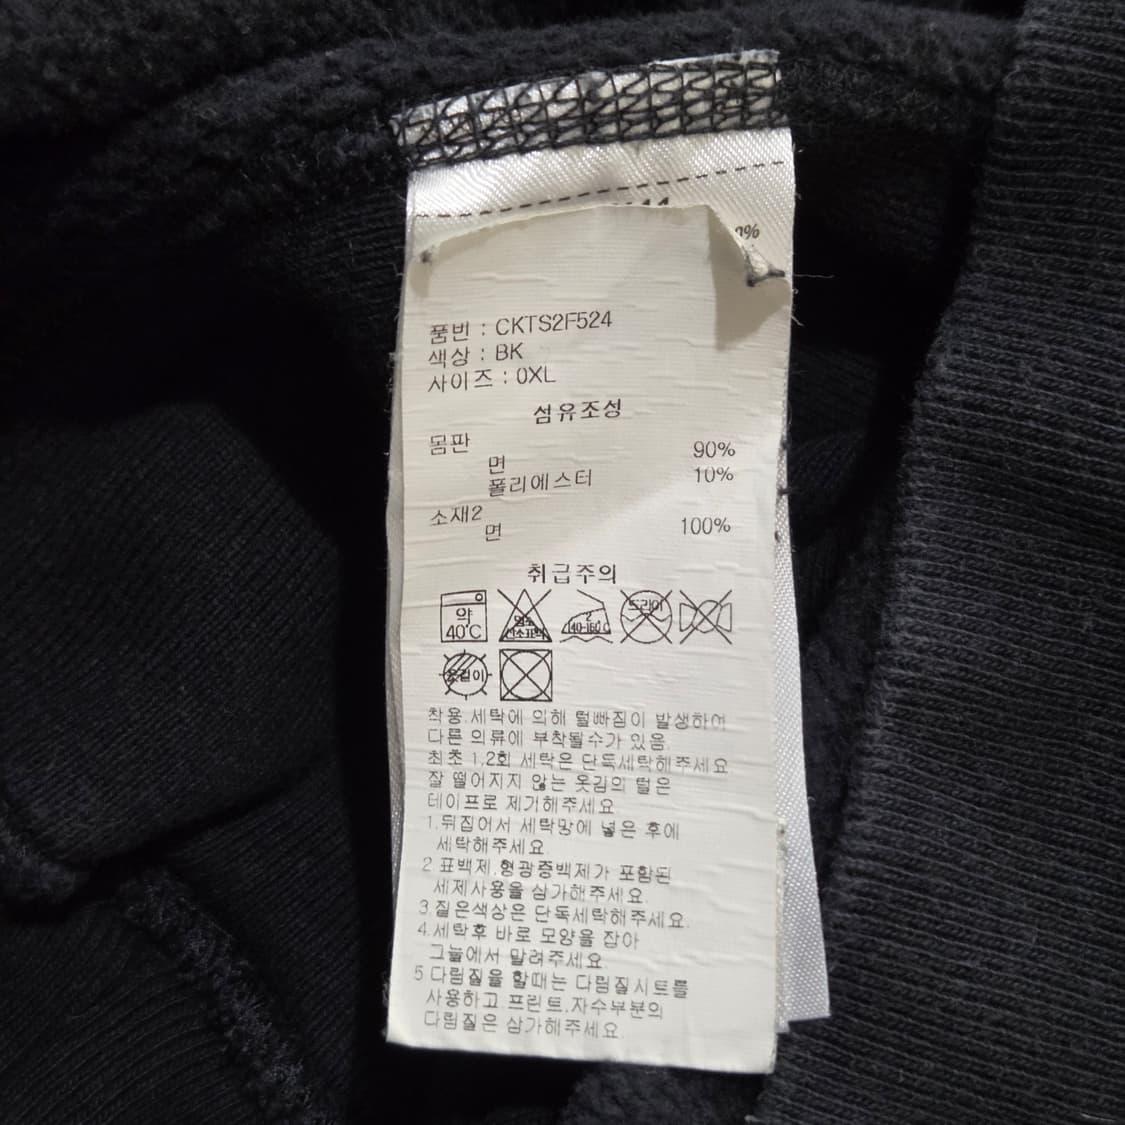 품번 : CKTS2F524
색상 : BK
사이즈 : 0XL
섬유조성
몸판
면 90%
폴리에스터 10%
소재2
면 100%
취급주의
약
40℃
염소
산소표백
2
140-160℃
드라이
옷걸이
착용,세탁에 의해 털빠짐이 발생하여
다른 의류에 부착될수가 있음.
최초 1,2회 세탁은 단독세탁해주세요
잘 떨어지지 않는 옷감의 털은
테이프로 제거해주세요
1.뒤집어서 세탁망에 넣은 후에
세탁해주세요.
2 표백제,형광증백제가 포함된
세제사용을 삼가해주세요.
3.짙은색상은 단독세탁해주세요.
4.세탁후 바로 모양을 잡아
그늘에서 말려주세요.
5 다림질을 할때는 다림질시트를
사용하고 프린트,자수부분의
다림질은 삼가해주세요.